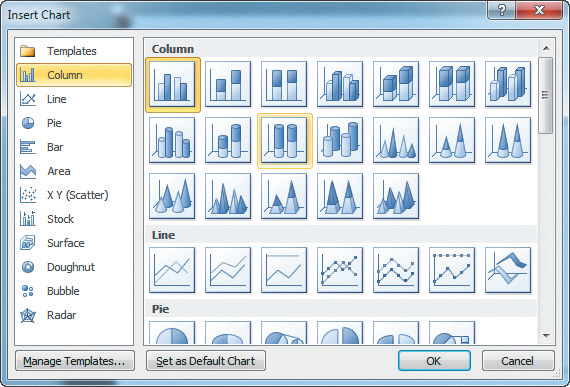 Insert Chart
Templates
Column
Line
Pie
Bar
Area
X Y (Scatter)
Stock
Surface
Doughnut
Bubble
Radar
Column
Line
Pie
Manage Templates...
Set as Default Chart
OK
Cancel